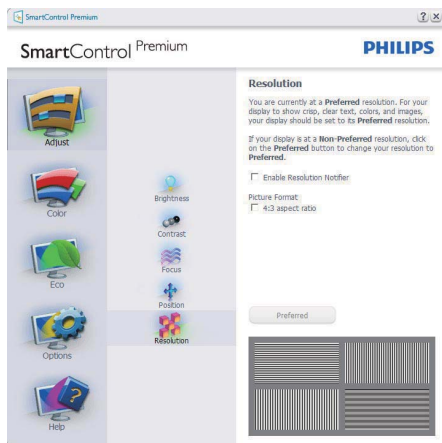 SmartControl Premium
SmartControl Premium
PHILIPS
Adjust
Color
Eco
Options
Help
Brightness
Contrast
Focus
Position
Resolution
Resolution
You are currently at a Preferred resolution. For your
display to show crisp, clear text, colors, and images,
your display should be set to its Preferred resolution.
If your display is at a Non-Preferred resolution, click
on the Preferred button to change your resolution to
Preferred.
Enable Resolution Notifier
Picture Format
4:3 aspect ratio
Preferred